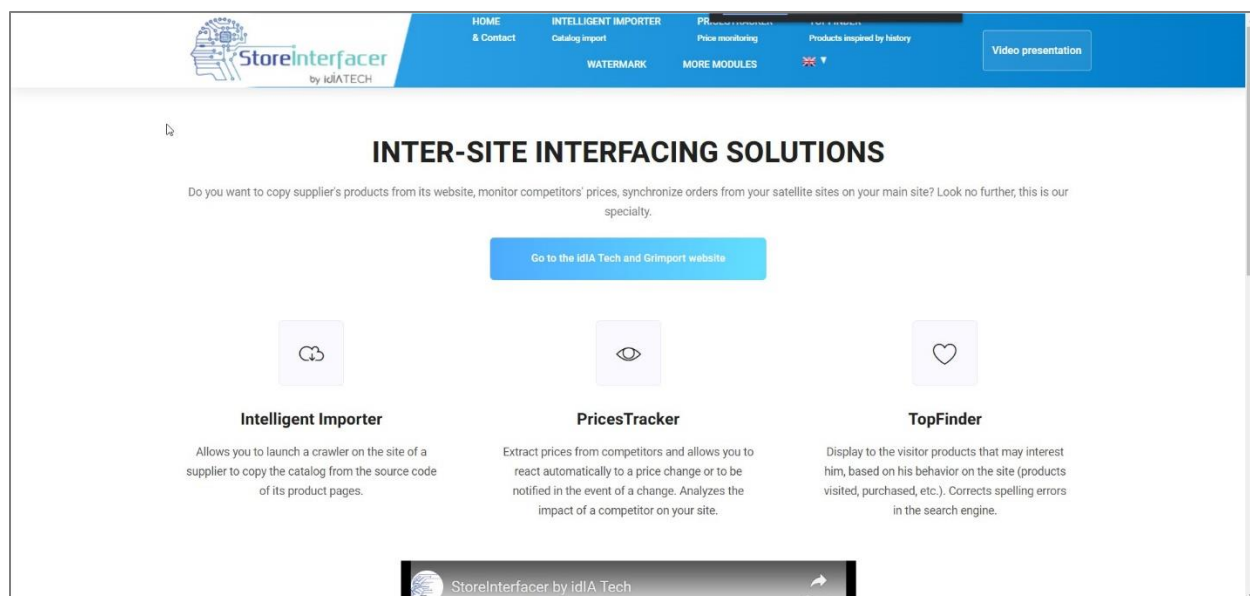 StoreInterfacer
by idIATECH
HOME
& Contact
INTELLIGENT IMPORTER
Catalog import
Price monitoring
Products inspired by history
WATERMARK
MORE MODULES
Video presentation
INTER-SITE INTERFACING SOLUTIONS
Do you want to copy supplier's products from its website, monitor competitors' prices, synchronize orders from your satellite sites on your main site? Look no further, this is our
specialty.
Go to the idIA Tech and Grimport website
Intelligent Importer
Allows you to launch a crawler on the site of a
supplier to copy the catalog from the source code
of its product pages.
PricesTracker
Extract prices from competitors and allows you to
react automatically to a price change or to be
notified in the event of a change. Analyzes the
impact of a competitor on your site.
TopFinder
Display to the visitor products that may interest
him, based on his behavior on the site (products
visited, purchased, etc.). Corrects spelling errors
in the search engine.
StoreInterfacer by idIA Tech